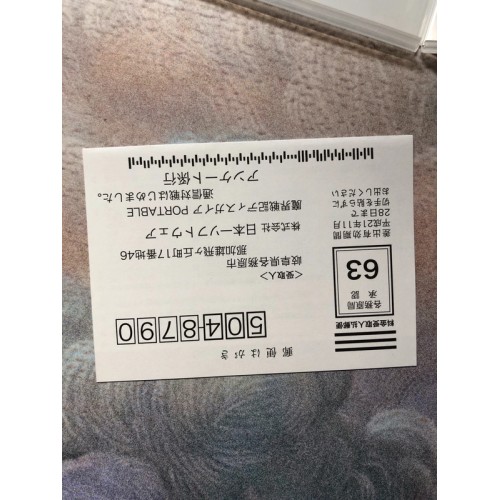 郵便はがき
5048790
料金受取人払郵便
各務原局
承認
63
差出有効期間
平成21年11月
28日まで
切手を貼らずに
お出しください
<受取人>
岐阜県各務原市
那加雄飛ヶ丘町17番地46
株式会社 日本一ソフトウェア
魔界戦記ディスガイア PORTABLE
通信対戦はじめました。
アンケート係行